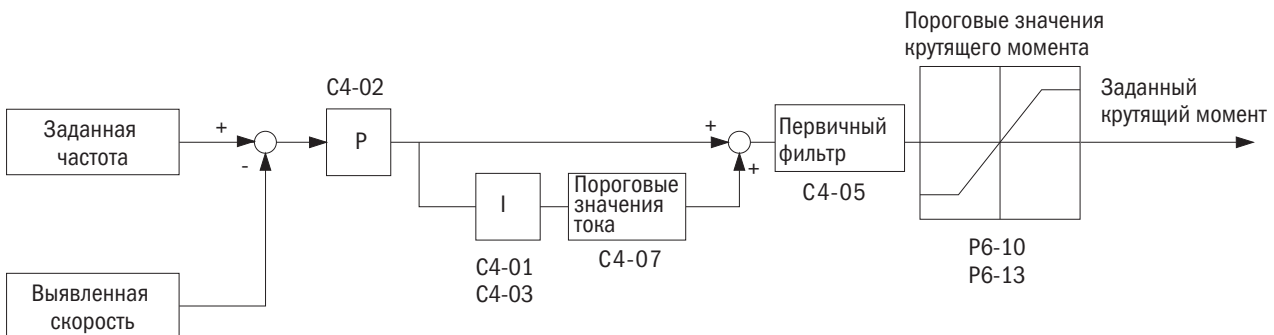 Пороговые значения
крутящего момента
C4-02
Заданный
крутящий момент
Заданная
частота
+
-
P
+
+
Первичный
фильтр
C4-05
I
Пороговые
значения
тока
C4-07
C4-01
C4-03
P6-10
P6-13
Выявленная
скорость